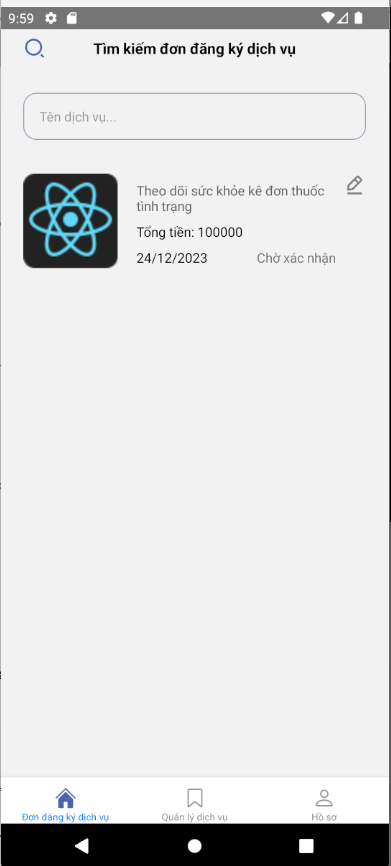 9:59
Tìm kiếm đơn đăng ký dịch vụ
Tên dịch vụ...
Theo dõi sức khỏe kê đơn thuốc
tình trạng
Tổng tiền: 100000
24/12/2023 Chờ xác nhận
Đơn đăng ký dịch vụ Quản lý dịch vụ Hồ sơ